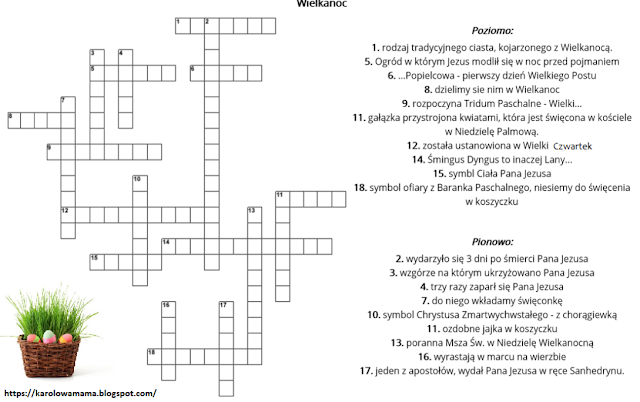 Wielkanoc
Poziomo:
1. rodzaj tradycyjnego ciasta, kojarzonego z Wielkanocą.
5. Ogród w którym Jezus modlił się w noc przed pojmaniem
6. ...Popielcowa - pierwszy dzień Wielkiego Postu
8. dzielimy sie nim w Wielkanoc
9. rozpoczyna Tridum Paschalne - Wielki...
11. gałązka przystrojona kwiatami, która jest święcona w kościele
w Niedzielę Palmową.
12. została ustanowiona w Wielki Czwartek
14. Śmingus Dyngus to inaczej Lany...
15. symbl Ciała Pana Jezusa
18. symbol ofiary z Baranka Paschalnego, niesiemy do święcenia
w koszyczku
Pionowo:
2. wydarzyło się 3 dni po śmierci Pana Jezusa
3. wzgórze na którym ukrzyżowano Pana Jezusa
4. trzy razy zaparł się Pana Jezusa
7. do niego wkładamy święconkę
10. symbol Chrystusa Zmartwychwstałego - z chorągiewką
11. ozdobne jajka w koszyczku
13. poranna Msza Św. w Niedzielę Wielkanocną
16. wyrastają w marcu na wierzbie
17. jeden z apostołów, wydał Pana Jezusa w ręce Sanhedrynu.
1 2
3 4
5 6
7
8
9
10
11
12 13
14
15
16 17
18
https://karolowamama.blogspot.com/